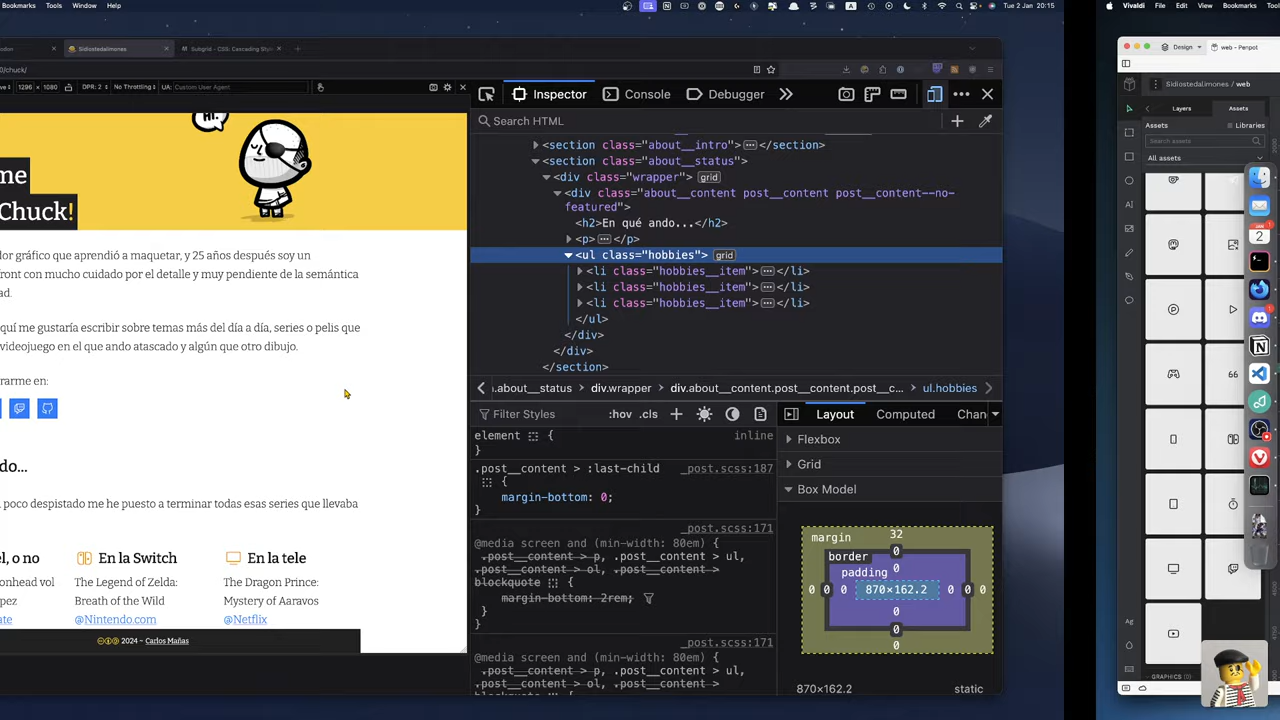 Bookmarks Tools Window Help
Tue 2 Jan 20:15
Vivaldi File Edit View Bookmarks
Sidiostedalimones
Subgrid - CSS: Cascading
/chuck/
1296 × 1080 DPR: 2 No Throttling UA: Custom User Agent
HI!
me
Chuck!
or gráfico que aprendió a maquetar, y 25 años después soy un
front con mucho cuidado por el detalle y muy pendiente de la semántica
ad.
quí me gustaría escribir sobre temas más del día a día, series o pelis que
videojuego en el que ando atascado y algún que otro dibujo.
rarme en:
do...
poco despistado me he puesto a terminar todas esas series que llevaba
el, o no
En la Switch
En la tele
onhead vol
The Legend of Zelda:
Breath of the Wild
@Nintendo.com
The Dragon Prince:
Mystery of Aaravos
@Netflix
2024 - Carlos Mañas
Inspector Console Debugger
Search HTML
<section class="about__intro"> </section>
<section class="about__status">
<div class="wrapper"> grid
<div class="about__content post__content post__content--no-
featured">
<h2>En qué ando...</h2>
<p> </p>
<ul class="hobbies"> grid
<li class="hobbies__item"> </li>
<li class="hobbies__item"> </li>
<li class="hobbies__item"> </li>
</ul>
</div>
</div>
</section>
.about__status div.wrapper div.about__content.post__content.post__c... ul.hobbies
Filter Styles :hov .cls
element { inline
}
.post__content > :last-child _post.scss:187
{
margin-bottom: 0;
}
_post.scss:171
@media screen and (min-width: 80em) {
.post__content > p, .post__content > ul,
.post__content > ol, .post__content >
blockquote {
margin-bottom: 2rem;
}
_post.scss:171
@media screen and (min-width: 80em) {
.post__content > p, .post__content > ul,
.post__content > ol, .post__content >
Layout Computed Chan
Flexbox
Grid
Box Model
margin 32
border 0
padding 0
0 0 0 870×162.2 0 0 0
0
0
0
870×162.2 static
Design web - Penpot
Sidiostedalimones / web
Layers Assets
Assets Libraries
Search assets
All assets
JAN
2
GRAPHICS (0)